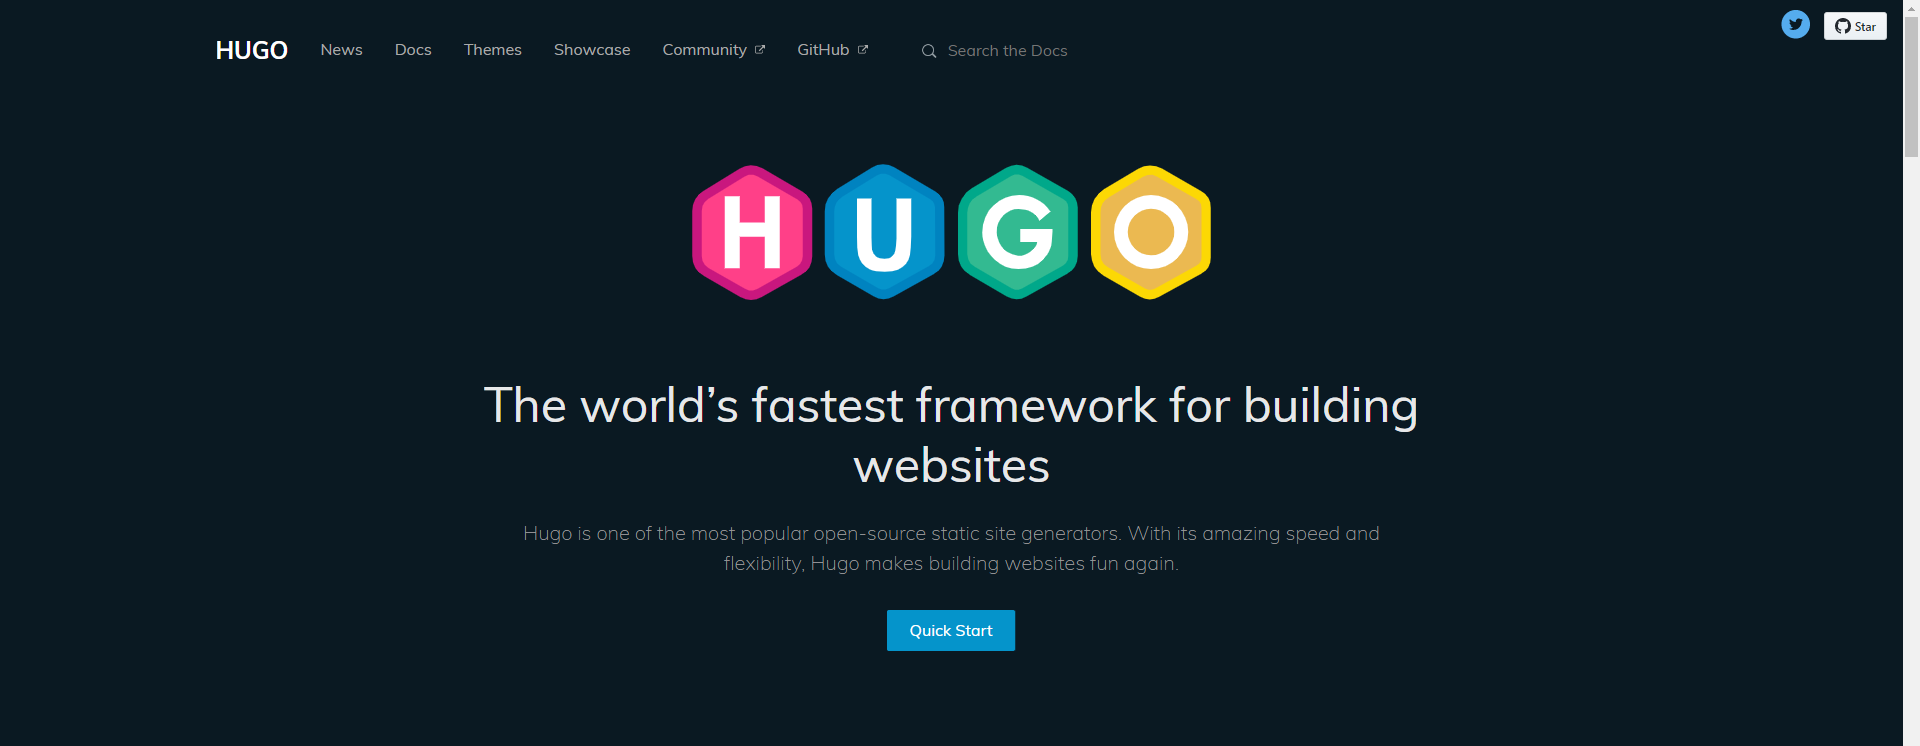 HUGO News Docs Themes Showcase Community GitHub Search the Docs Star
HUGO
The world’s fastest framework for building
websites
Hugo is one of the most popular open-source static site generators. With its amazing speed and
flexibility, Hugo makes building websites fun again.
Quick Start